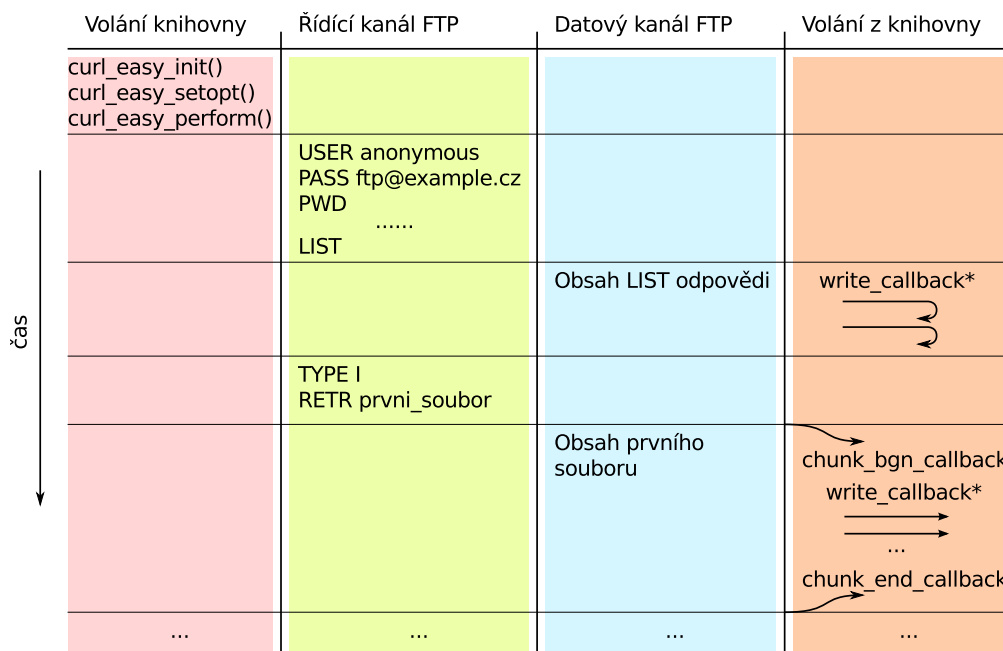 Volání knihovny
Řídící kanál FTP
Datový kanál FTP
Volání z knihovny
curl_easy_init()
curl_easy_setopt()
curl_easy_perform()
USER anonymous
PASS ftp@example.cz
PWD
......
LIST
Obsah LIST odpovědi
write_callback*
čas
TYPE I
RETR prvni_soubor
Obsah prvního
souboru
chunk_bgn_callback
write_callback*
...
chunk_end_callback
...
...
...
...